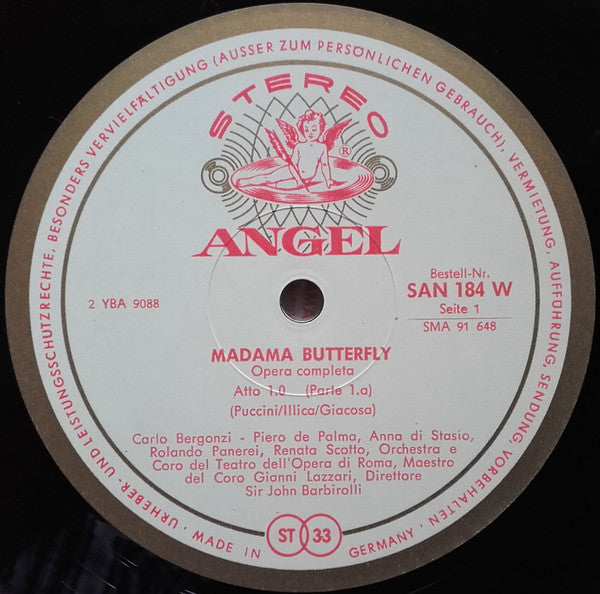 URHEBER- UND LEISTUNGSSCHUTZRECHTE, BESONDERS VERVIELFÄLTIGUNG (AUSSER ZUM PERSÖNLICHEN GEBRAUCH), VERMIETUNG, AUFFÜHRUNG, SENDUNG, VORBEHALTEN · MADE IN GERMANY ·
STEREO
®
ANGEL
2 YBA 9088
Bestell-Nr.
SAN 184 W
Seite 1
SMA 91 648
MADAMA BUTTERFLY
Opera completa
Atto 1.0 (Parte 1.a)
(Puccini/Illica/Giacosa)
Carlo Bergonzi - Piero de Palma, Anna di Stasio,
Rolando Panerei, Renata Scotto, Orchestra e
Coro del Teatro dell'Opera di Roma, Maestro
del Coro Gianni Lazzari, Direttore
Sir John Barbirolli
ST 33